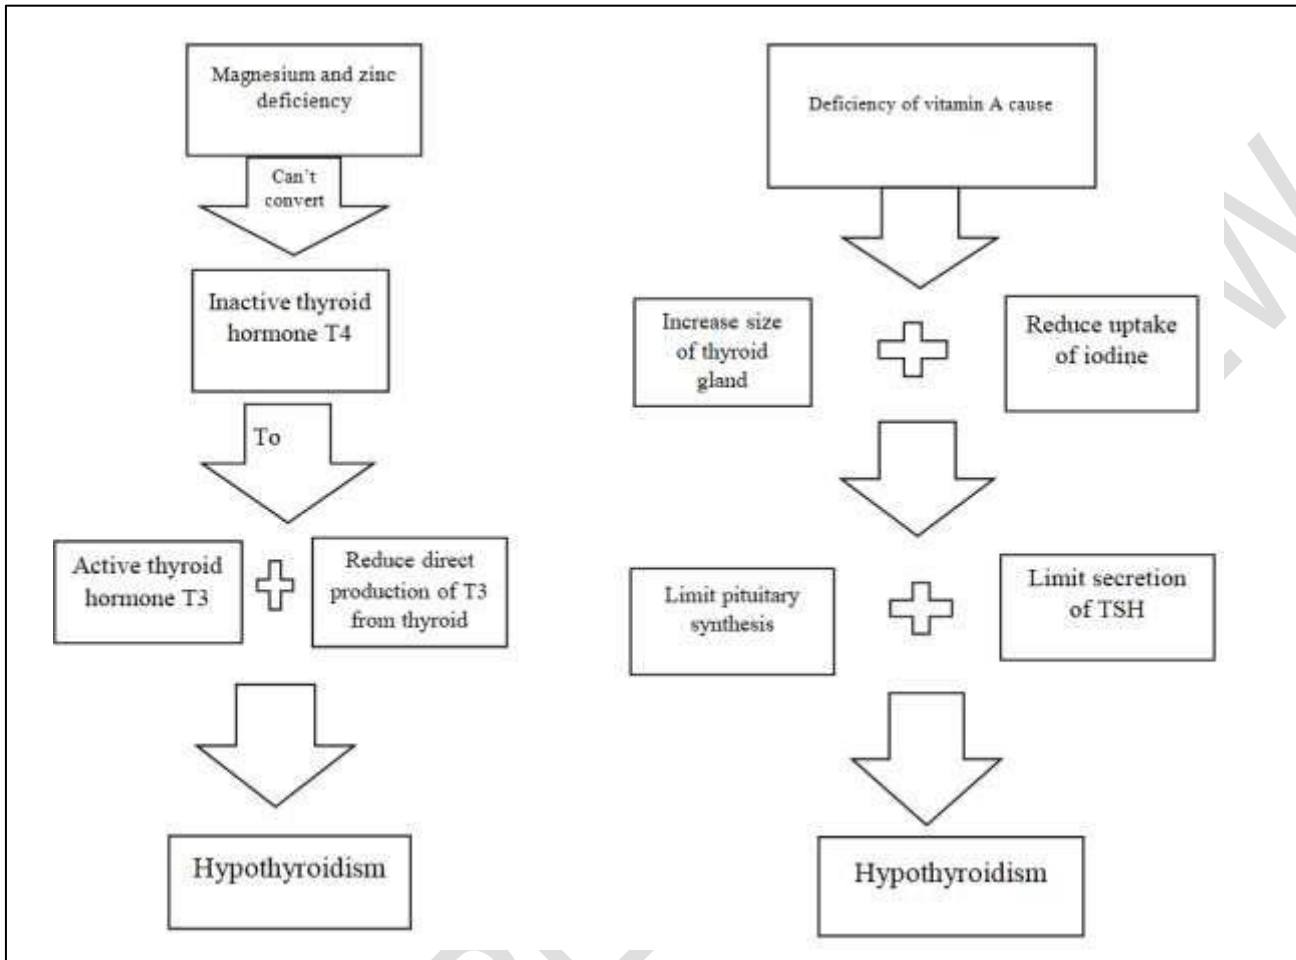 Magnesium and zinc
deficiency
Can't
convert
Inactive thyroid
hormone T4
To
Active thyroid
hormone T3
Reduce direct
production of T3
from thyroid
Hypothyroidism
Deficiency of vitamin A cause
Increase size
of thyroid
gland
Reduce uptake
of iodine
Limit pituitary
synthesis
Limit secretion
of TSH
Hypothyroidism